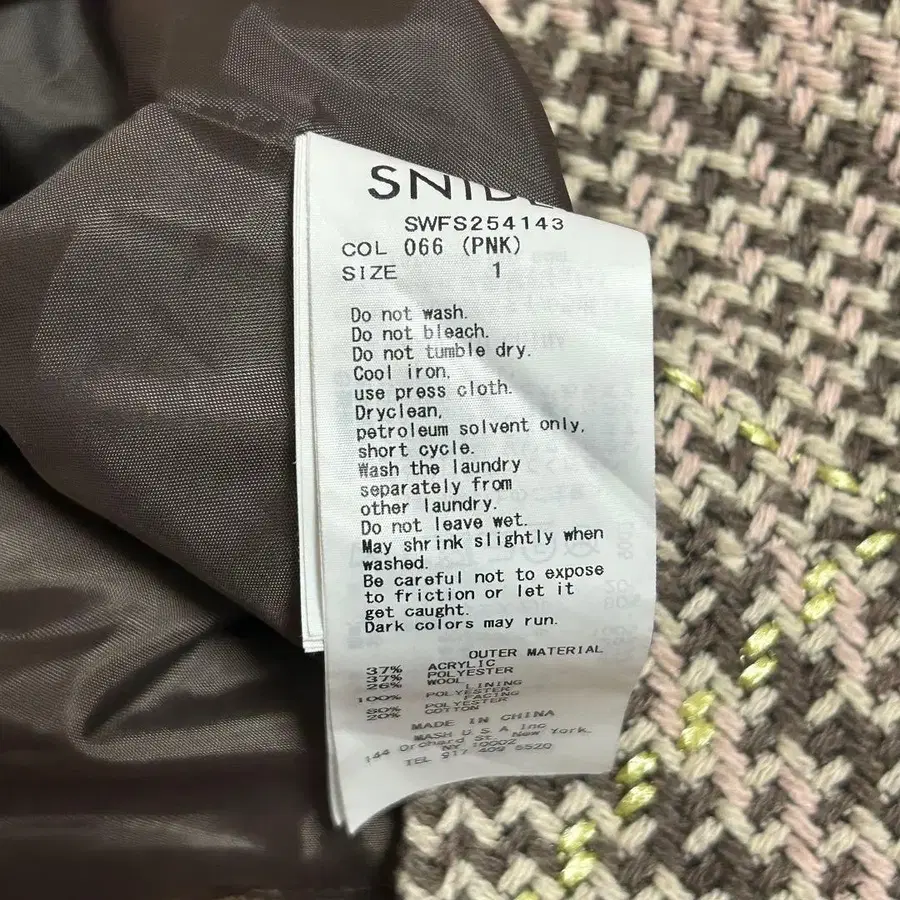 SNID
SWFS254143
COL 066 (PNK)
SIZE 1
Do not wash.
Do not bleach.
Do not tumble dry.
Cool iron,
use press cloth.
Dryclean,
petroleum solvent only,
short cycle.
Wash the laundry
separately from
other laundry.
Do not leave wet.
May shrink slightly when
washed.
Be careful not to expose
to friction or let it
get caught.
Dark colors may run.
OUTER MATERIAL
37% ACRYLIC
37% POLYESTER
26% WOOL
LINING
100% POLYESTER
FACING
80% POLYESTER
20% COTTON
MADE IN CHINA
MASH U.S.A Inc
144 Orchard St. New York,
NY 10002
TEL 917 409 5520